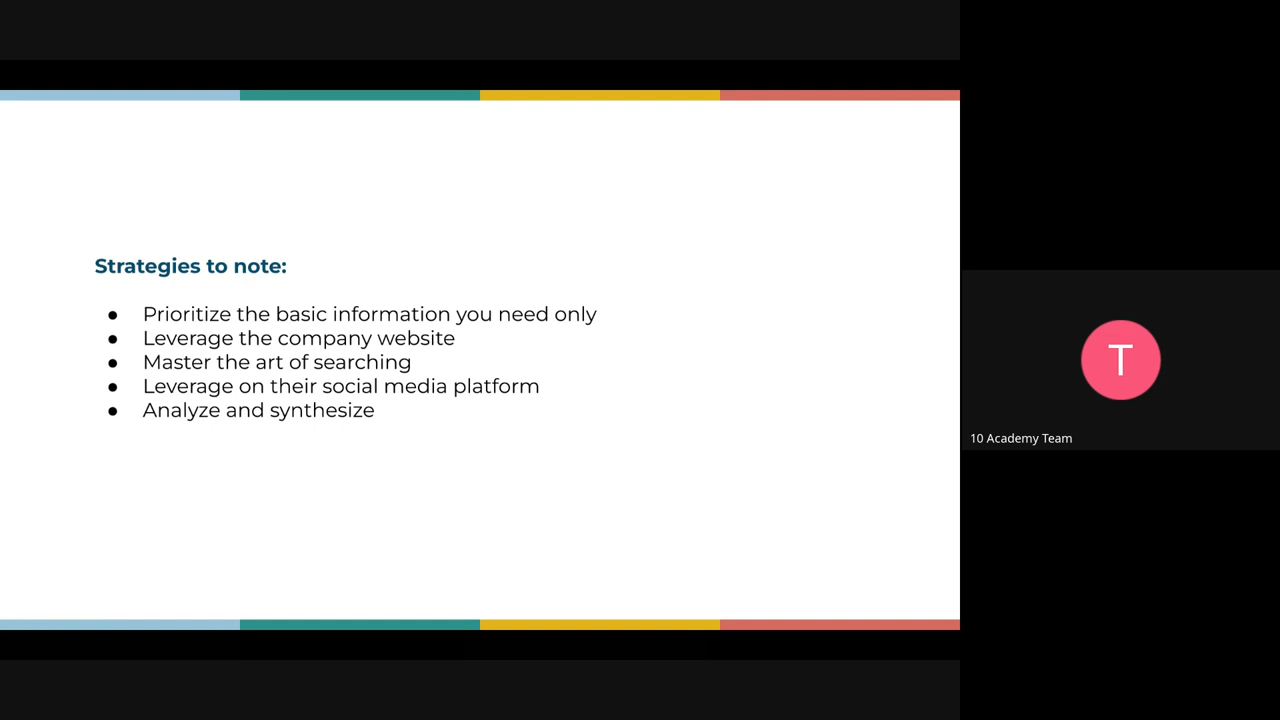 Strategies to note:
● Prioritize the basic information you need only
● Leverage the company website
● Master the art of searching
● Leverage on their social media platform
● Analyze and synthesize
T
10 Academy Team